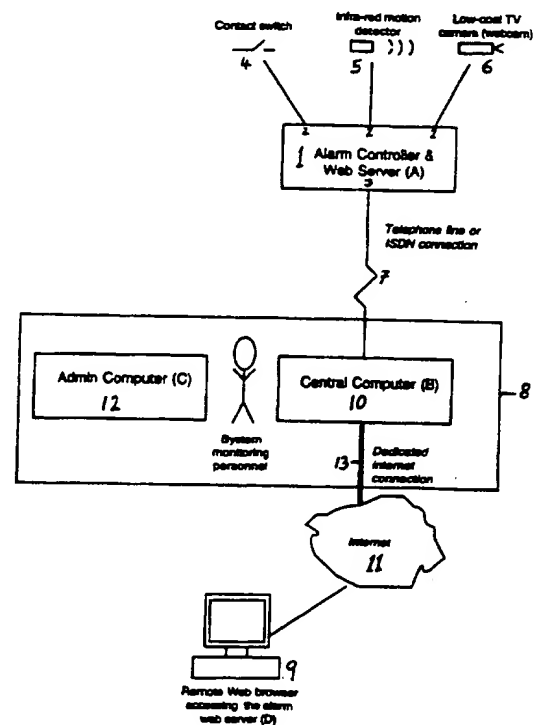 Contact switch
4
Infra-red motion
detector
5
Low-cost TV
camera (webcam)
6
2 2 2
1 Alarm Controller &
Web Server (A)
3
Telephone line or
ISDN connection
7
8
Admin Computer (C)
12
System
monitoring
personnel
Central Computer (B)
10
13
Dedicated
internet
connection
Internet
11
9
Remote Web browser
accessing the alarm
web server (D)